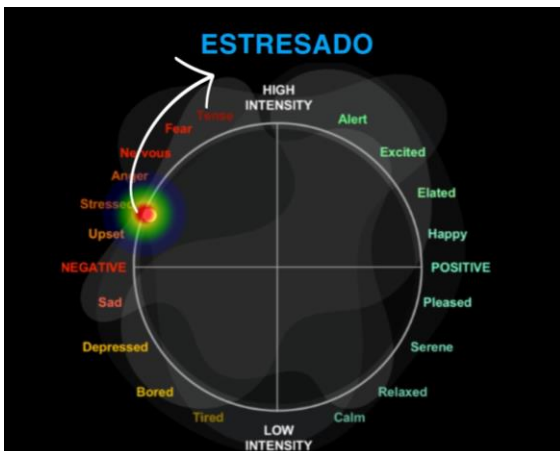 ESTRESADO
HIGH
INTENSITY
Tense
Alert
Fear
Excited
Nervous
Anger
Elated
Stressed
Upset
Happy
NEGATIVE
POSITIVE
Sad
Pleased
Depressed
Serene
Bored
Relaxed
Tired
Calm
LOW
INTENSITY